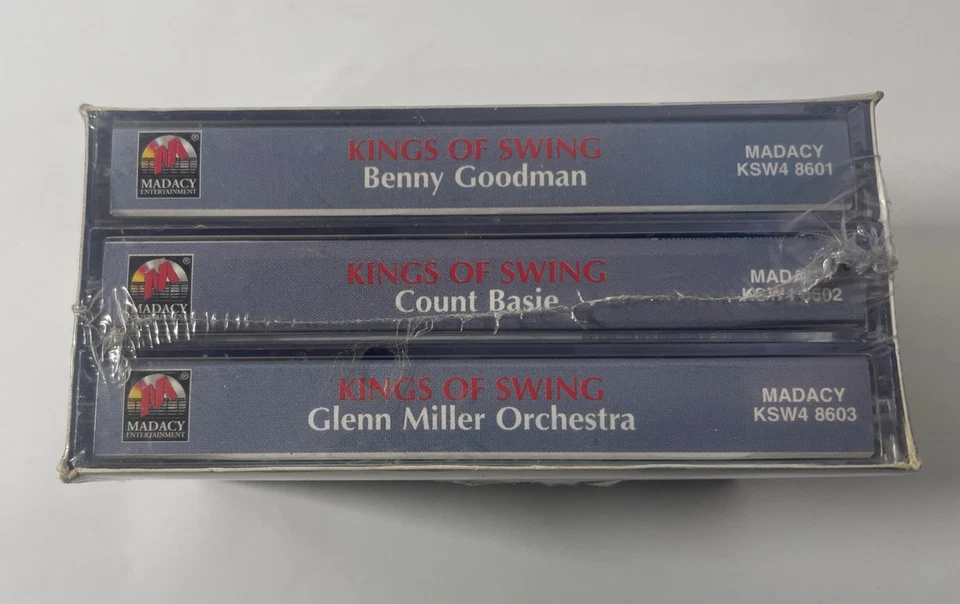 MADACY
ENTERTAINMENT
®
KINGS OF SWING
Benny Goodman
MADACY
KSW4 8601
MADACY
®
KINGS OF SWING
Count Basie
KINGS OF SWING
Glenn Miller Orchestra
MADACY
ENTERTAINMENT
®
MADACY
KSW4 8603